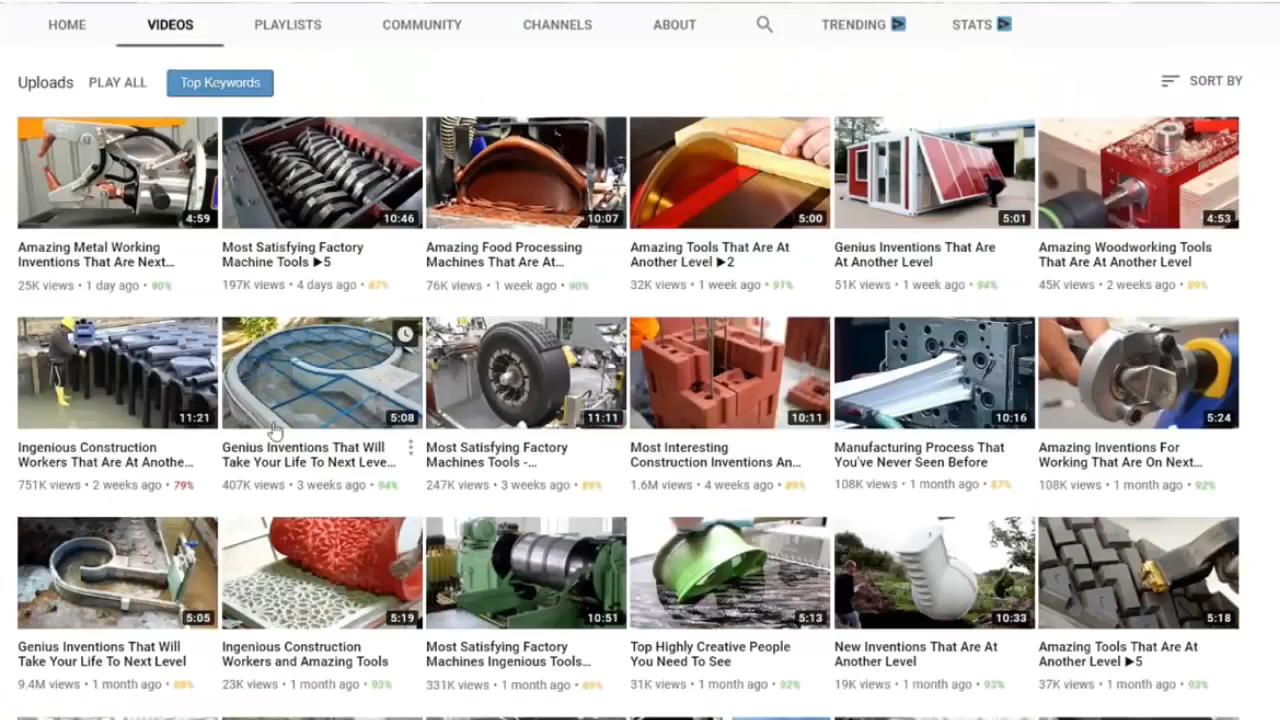 HOME VIDEOS PLAYLISTS COMMUNITY CHANNELS ABOUT TRENDING STATS
Uploads PLAY ALL Top Keywords SORT BY
4:59 10:46 10:07 5:00 5:01 4:53
Amazing Metal Working Most Satisfying Factory Amazing Food Processing Amazing Tools That Are At Genius Inventions That Are Amazing Woodworking Tools
Inventions That Are Next... Machine Tools ▶5 Machines That Are At... Another Level ▶2 At Another Level That Are At Another Level
25K views • 1 day ago • 90% 197K views • 4 days ago • 87% 76K views • 1 week ago • 90% 32K views • 1 week ago • 91% 51K views • 1 week ago • 94% 45K views • 2 weeks ago • 89%
11:21 5:08 11:11 10:11 10:16 5:24
Ingenious Construction Genius Inventions That Will Most Satisfying Factory Most Interesting Manufacturing Process That Amazing Inventions For
Workers That Are At Anothe... Take Your Life To Next Leve... Machines Tools -... Construction Inventions An... You've Never Seen Before Working That Are On Next...
751K views • 2 weeks ago • 79% 407K views • 3 weeks ago • 94% 247K views • 3 weeks ago • 89% 1.6M views • 4 weeks ago • 89% 108K views • 1 month ago • 87% 108K views • 1 month ago • 92%
5:05 5:19 10:51 5:13 10:33 5:18
Genius Inventions That Will Ingenious Construction Most Satisfying Factory Top Highly Creative People New Inventions That Are At Amazing Tools That Are At
Take Your Life To Next Level Workers and Amazing Tools Machines Ingenious Tools... You Need To See Another Level Another Level ▶5
9.4M views • 1 month ago • 88% 23K views • 1 month ago • 93% 331K views • 1 month ago • 89% 31K views • 1 month ago • 92% 19K views • 1 month ago • 93% 37K views • 1 month ago • 93%